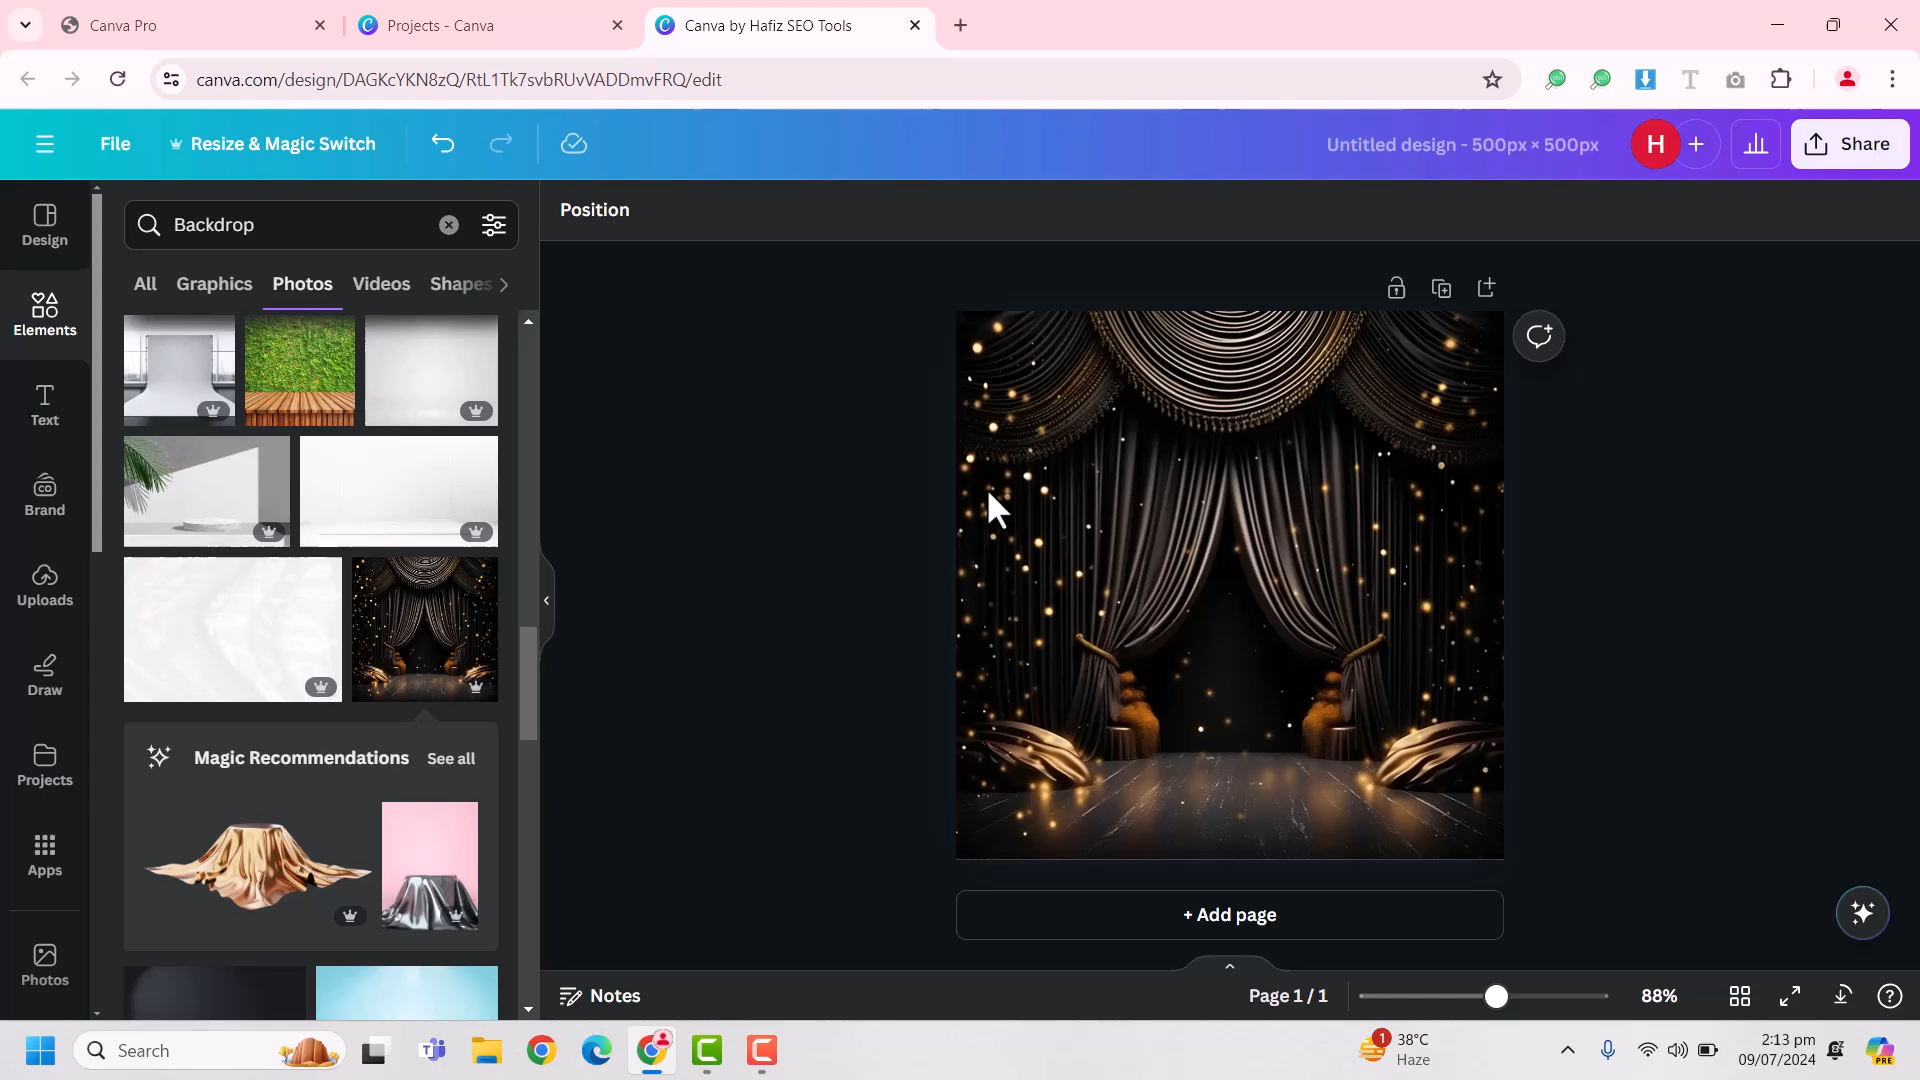 Canva Pro
Projects - Canva
Canva by Hafiz SEO Tools
canva.com/design/DAGKcYKN8zQ/RtL1Tk7svbRUvVADDmvFRQ/edit
File
Resize & Magic Switch
Untitled design - 500px × 500px
H
Share
Design
Elements
Text
Brand
Uploads
Draw
Projects
Apps
Photos
Backdrop
All Graphics Photos Videos Shapes
Magic Recommendations See all
Position
+ Add page
Notes
Page 1 / 1
88%
Search
1
38°C
Haze
2:13 pm
09/07/2024
PRE